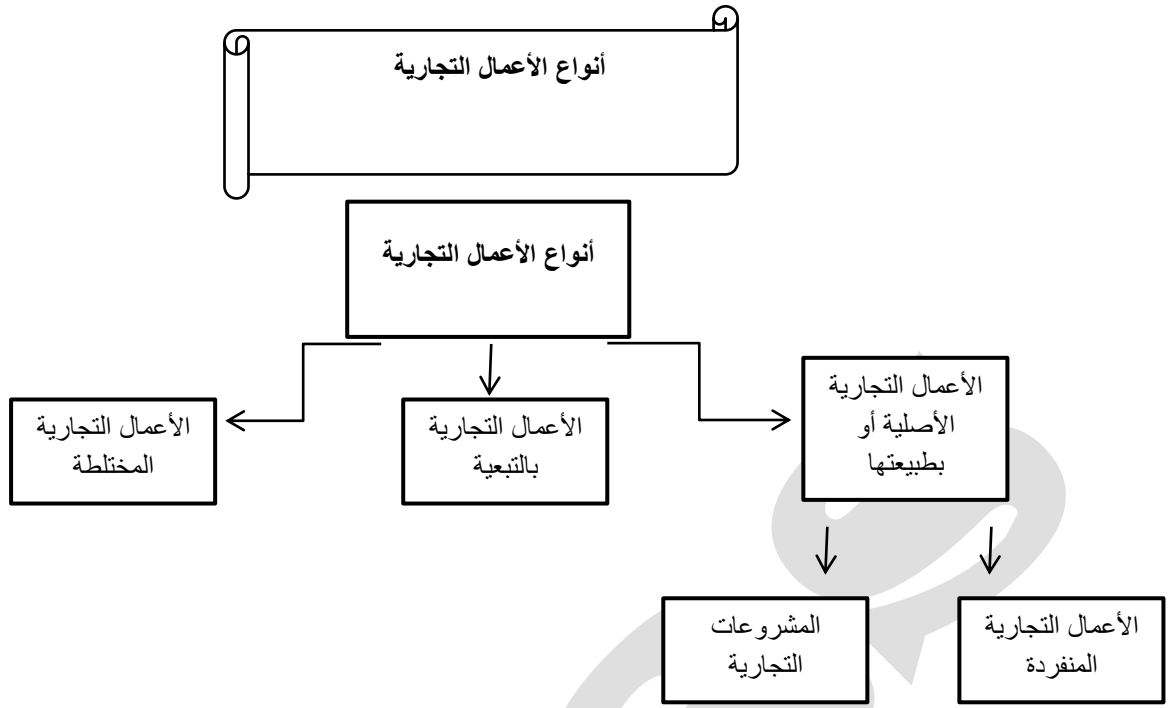 أنواع الأعمال التجارية
أنواع الأعمال التجارية
الأعمال التجارية
الأصلية أو
بطبيعتها
الأعمال التجارية
بالتبعية
الأعمال التجارية
المختلطة
الأعمال التجارية
المنفردة
المشروعات
التجارية